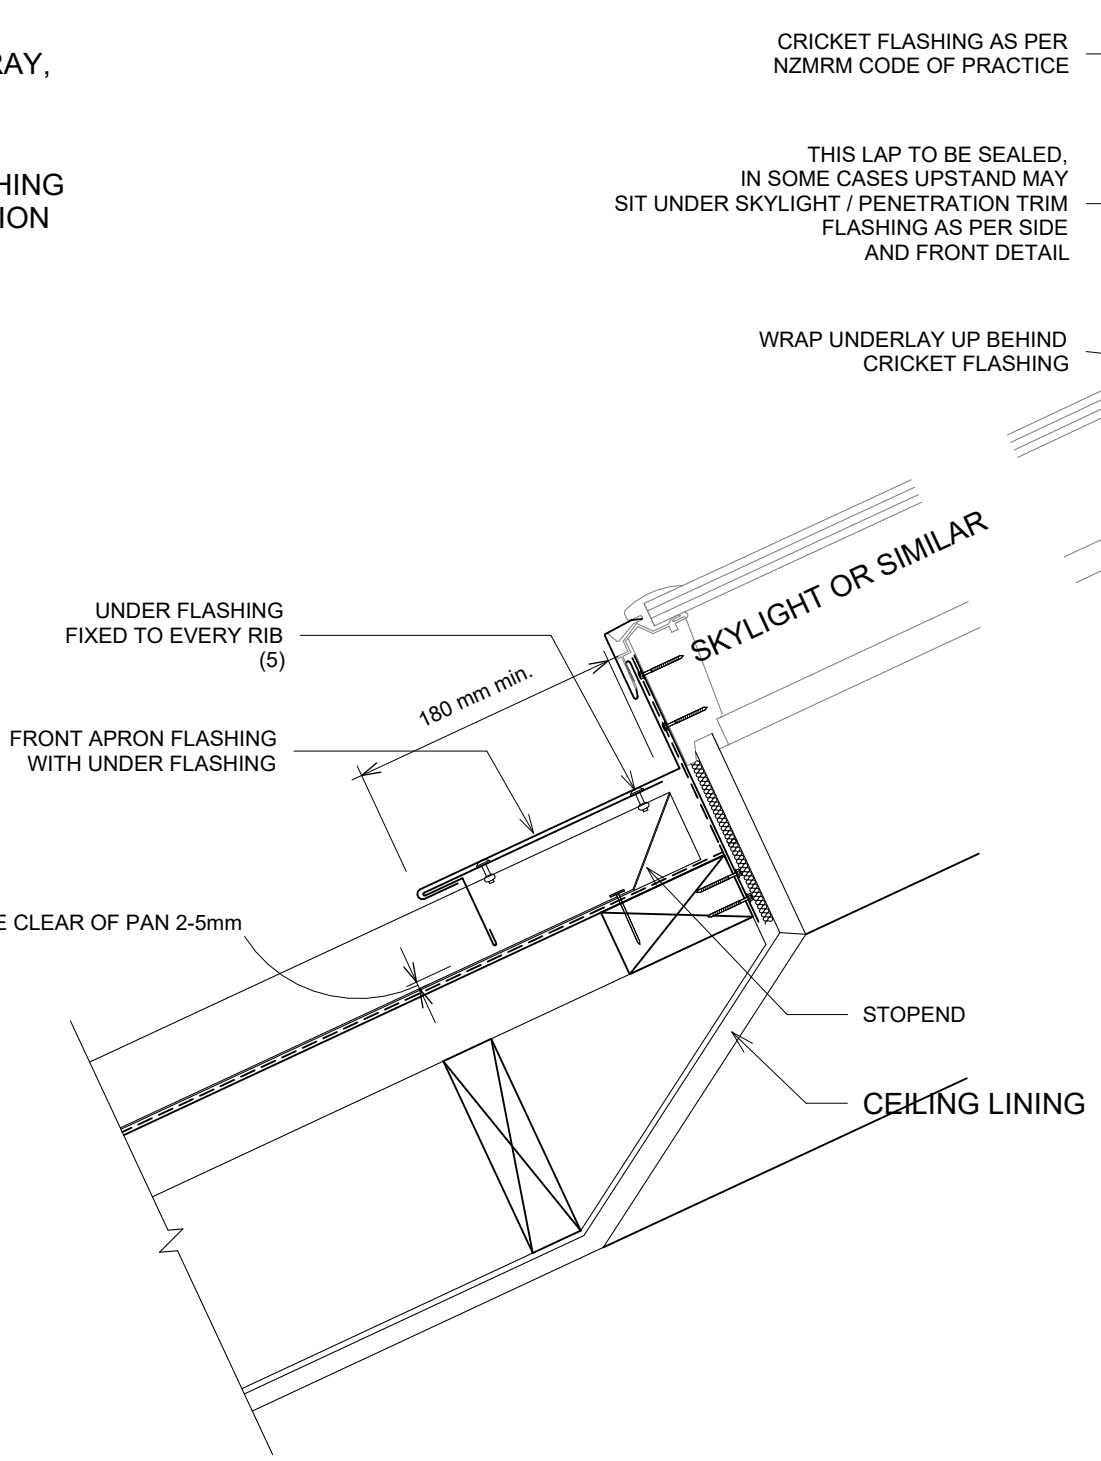 RAY,
HING
ION
CRICKET FLASHING AS PER
NZMRM CODE OF PRACTICE
THIS LAP TO BE SEALED,
IN SOME CASES UPSTAND MAY
SIT UNDER SKYLIGHT / PENETRATION TRIM
FLASHING AS PER SIDE
AND FRONT DETAIL
WRAP UNDERLAY UP BEHIND
CRICKET FLASHING
SKYLIGHT OR SIMILAR
UNDER FLASHING
FIXED TO EVERY RIB
(5)
180 mm min.
FRONT APRON FLASHING
WITH UNDER FLASHING
E CLEAR OF PAN 2-5mm
STOPEND
CEILING LINING